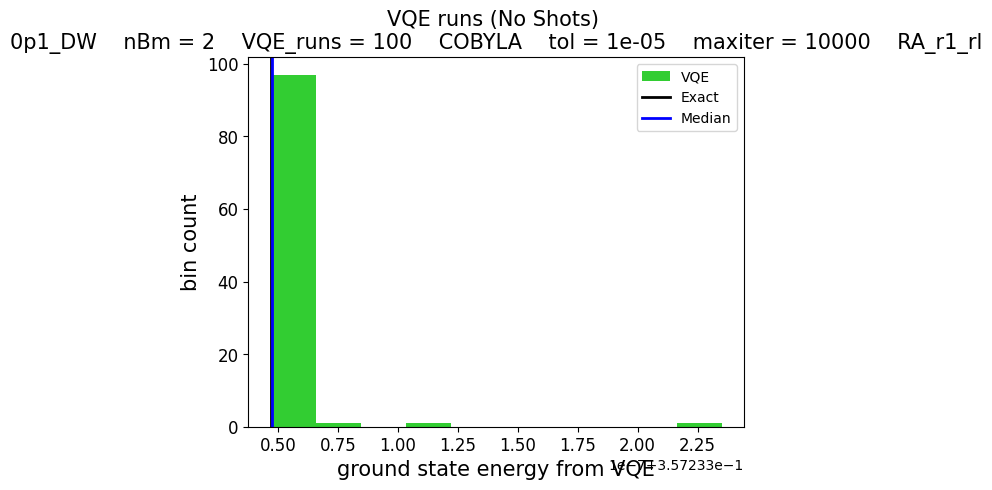 VQE runs (No Shots)
0p1_DW nBm = 2 VQE_runs = 100 COBYLA tol = 1e-05 maxiter = 10000 RA_r1_rl
VQE
Exact
Median
bin count
100
80
60
40
20
0
0.50 0.75 1.00 1.25 1.50 1.75 2.00 2.25
1e−7+3.57233e−1
ground state energy from VQE